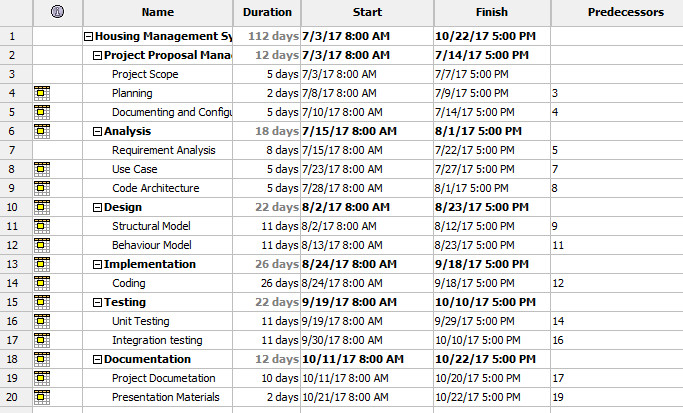 Name Duration Start Finish Predecessors
1 Housing Management Sy 112 days 7/3/17 8:00 AM 10/22/17 5:00 PM
2 Project Proposal Mana 12 days 7/3/17 8:00 AM 7/14/17 5:00 PM
3 Project Scope 5 days 7/3/17 8:00 AM 7/7/17 5:00 PM
4 Planning 2 days 7/8/17 8:00 AM 7/9/17 5:00 PM 3
5 Documenting and Configu 5 days 7/10/17 8:00 AM 7/14/17 5:00 PM 4
6 Analysis 18 days 7/15/17 8:00 AM 8/1/17 5:00 PM
7 Requirement Analysis 8 days 7/15/17 8:00 AM 7/22/17 5:00 PM 5
8 Use Case 5 days 7/23/17 8:00 AM 7/27/17 5:00 PM 7
9 Code Architecture 5 days 7/28/17 8:00 AM 8/1/17 5:00 PM 8
10 Design 22 days 8/2/17 8:00 AM 8/23/17 5:00 PM
11 Structural Model 11 days 8/2/17 8:00 AM 8/12/17 5:00 PM 9
12 Behaviour Model 11 days 8/13/17 8:00 AM 8/23/17 5:00 PM 11
13 Implementation 26 days 8/24/17 8:00 AM 9/18/17 5:00 PM
14 Coding 26 days 8/24/17 8:00 AM 9/18/17 5:00 PM 12
15 Testing 22 days 9/19/17 8:00 AM 10/10/17 5:00 PM
16 Unit Testing 11 days 9/19/17 8:00 AM 9/29/17 5:00 PM 14
17 Integration testing 11 days 9/30/17 8:00 AM 10/10/17 5:00 PM 16
18 Documentation 12 days 10/11/17 8:00 AM 10/22/17 5:00 PM
19 Project Documetation 10 days 10/11/17 8:00 AM 10/20/17 5:00 PM 17
20 Presentation Materials 2 days 10/21/17 8:00 AM 10/22/17 5:00 PM 19